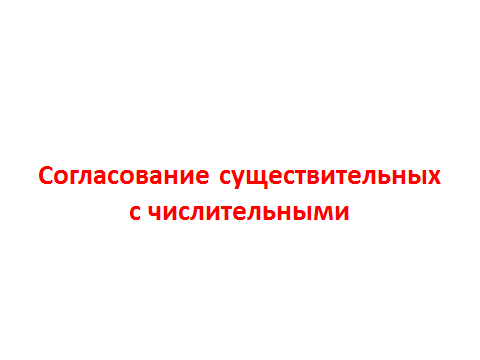 Согласование существительных
с числительными